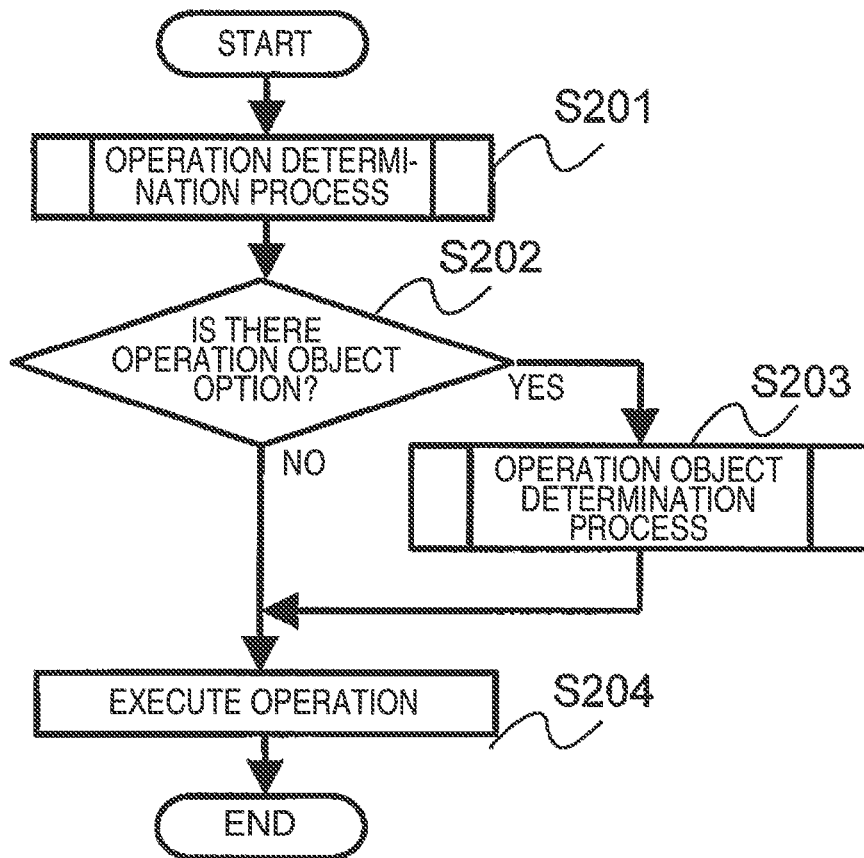 START
S201
OPERATION DETERMI-
NATION PROCESS
S202
IS THERE
OPERATION OBJECT
OPTION?
YES
S203
NO
OPERATION OBJECT
DETERMINATION
PROCESS
EXECUTE OPERATION
S204
END